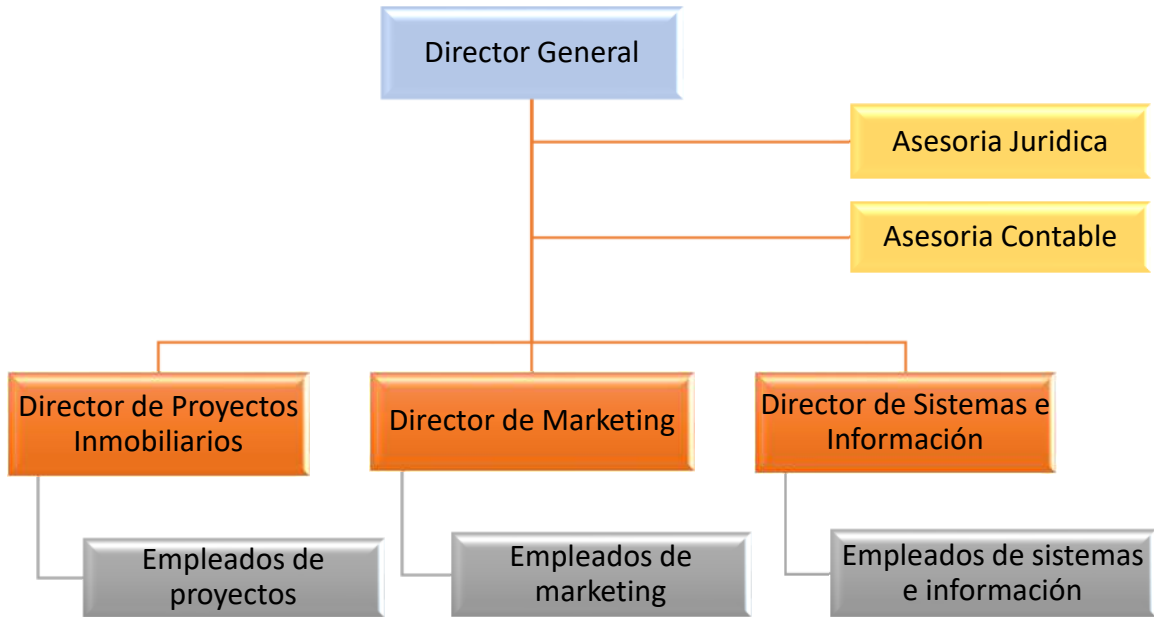 Director General
Asesoria Juridica
Asesoria Contable
Director de Proyectos
Inmobiliarios
Director de Marketing
Director de Sistemas e
Información
Empleados de
proyectos
Empleados de
marketing
Empleados de sistemas
e información